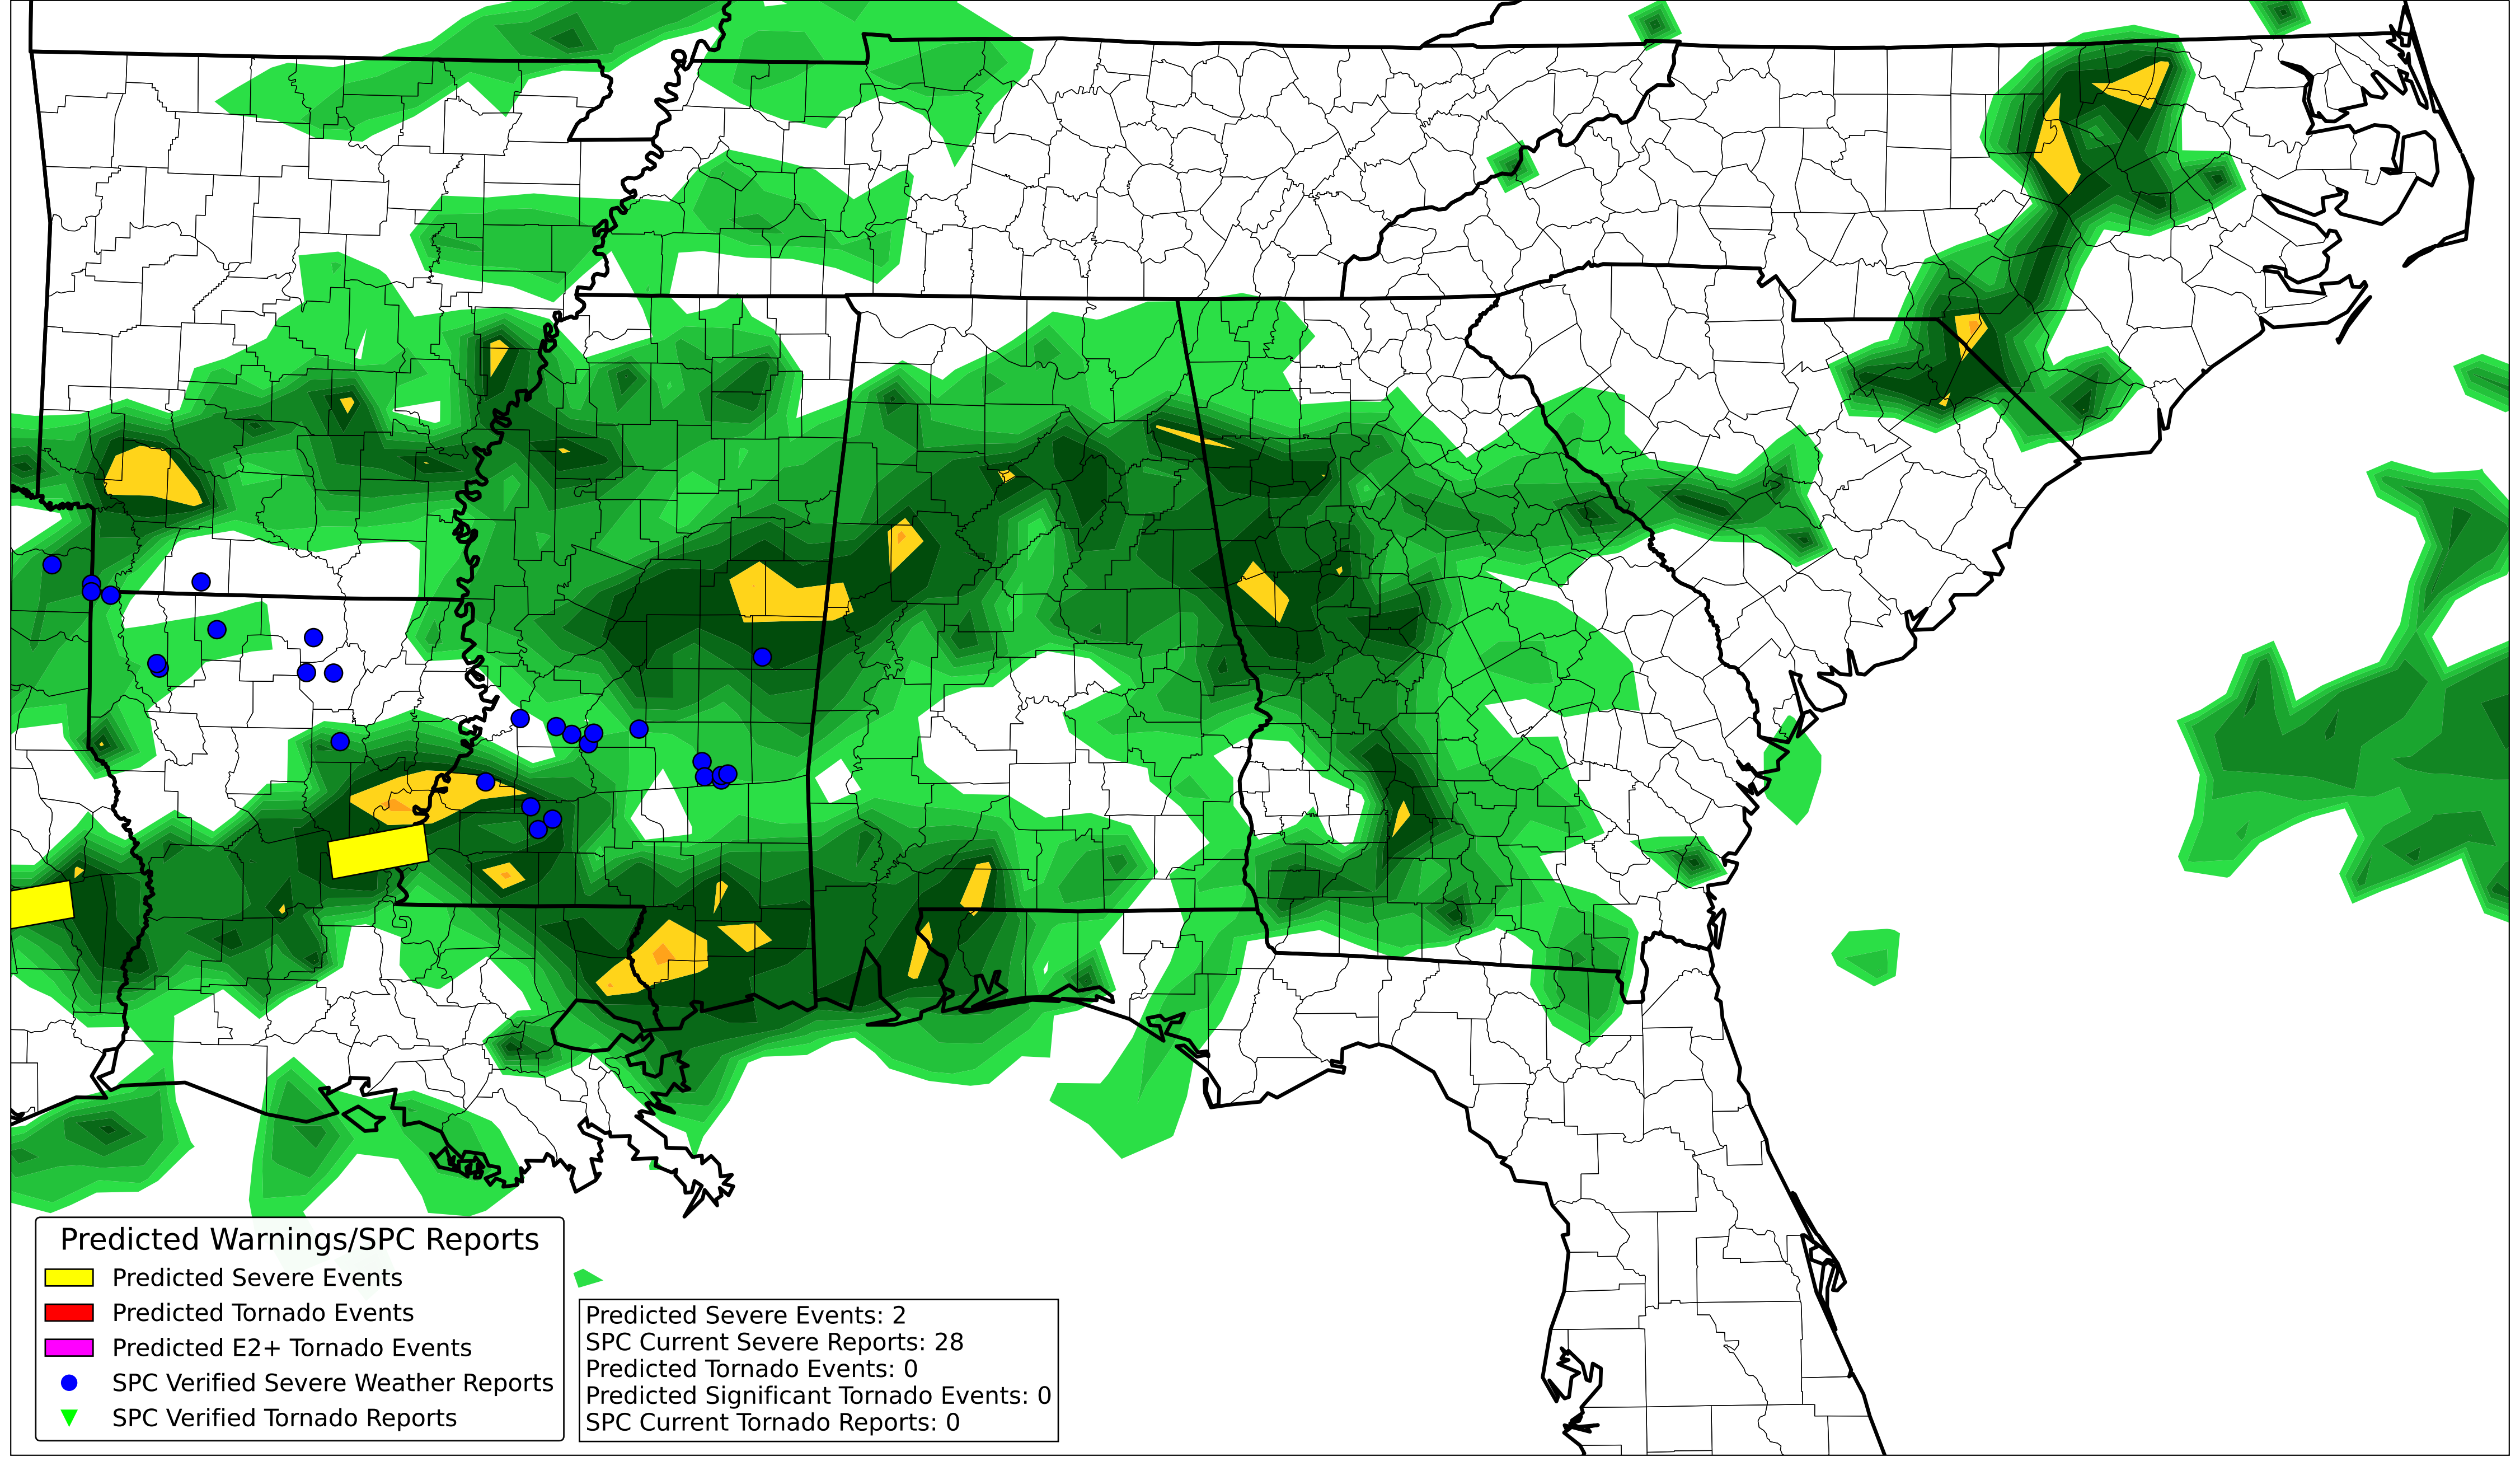 Predicted Warnings/SPC Reports
Predicted Severe Events
Predicted Tornado Events
Predicted E2+ Tornado Events
SPC Verified Severe Weather Reports
SPC Verified Tornado Reports
Predicted Severe Events: 2
SPC Current Severe Reports: 28
Predicted Tornado Events: 0
Predicted Significant Tornado Events: 0
SPC Current Tornado Reports: 0